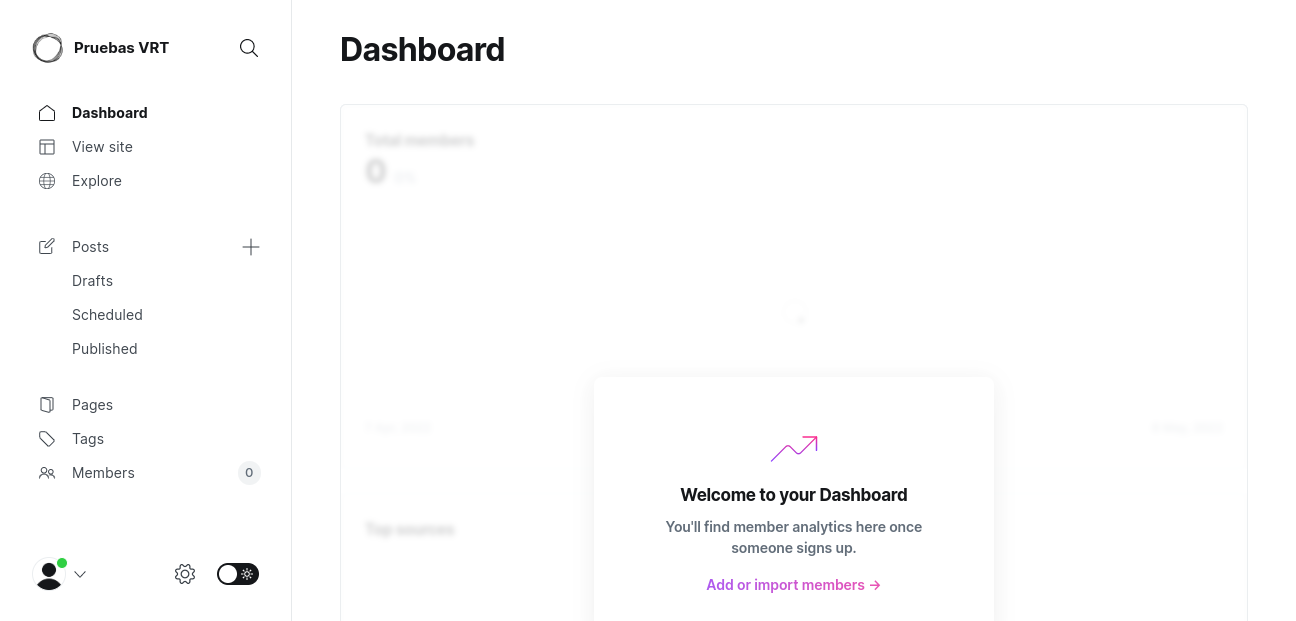 Pruebas VRT
Dashboard
View site
Explore
Posts
Drafts
Scheduled
Published
Pages
Tags
Members
0
Dashboard
Total members
0
Top sources
Welcome to your Dashboard
You'll find member analytics here once
someone signs up.
Add or import members →